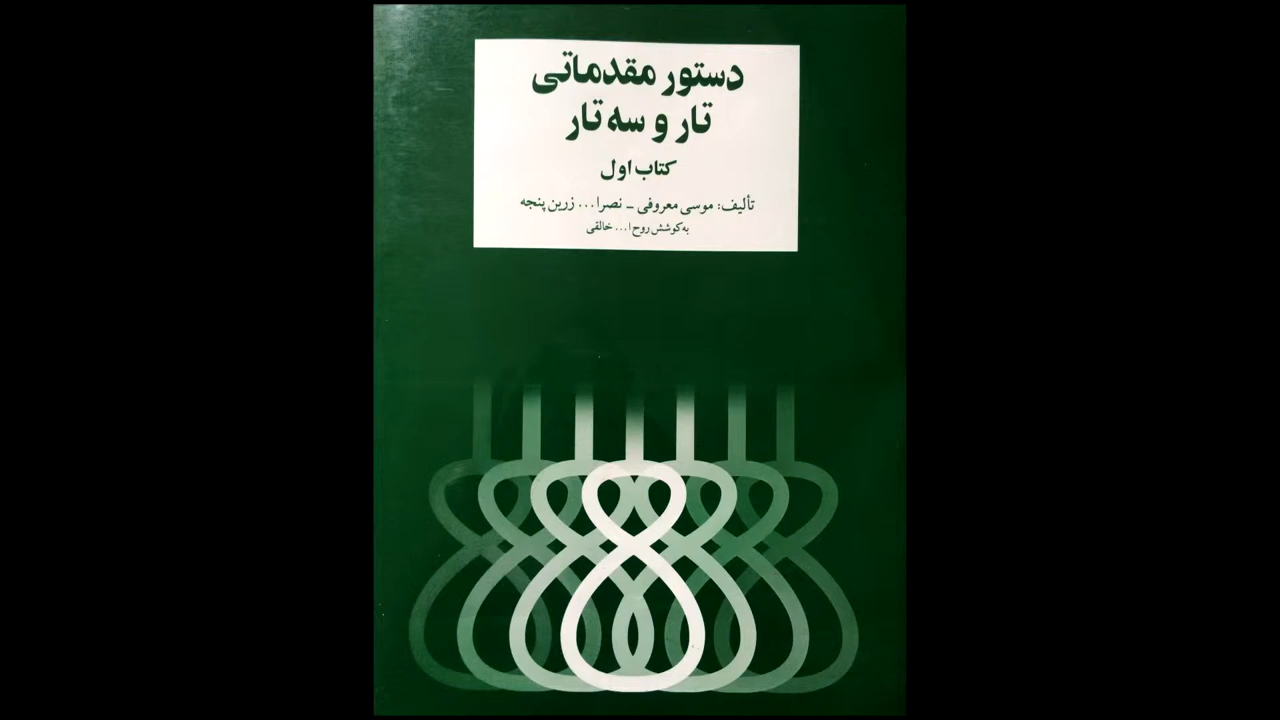 دستور مقدماتی
تار و سه تار
کتاب اول
تألیف: موسی معروفی ـ نصرا... زرین پنجه
به کوشش روح ا... خالقی